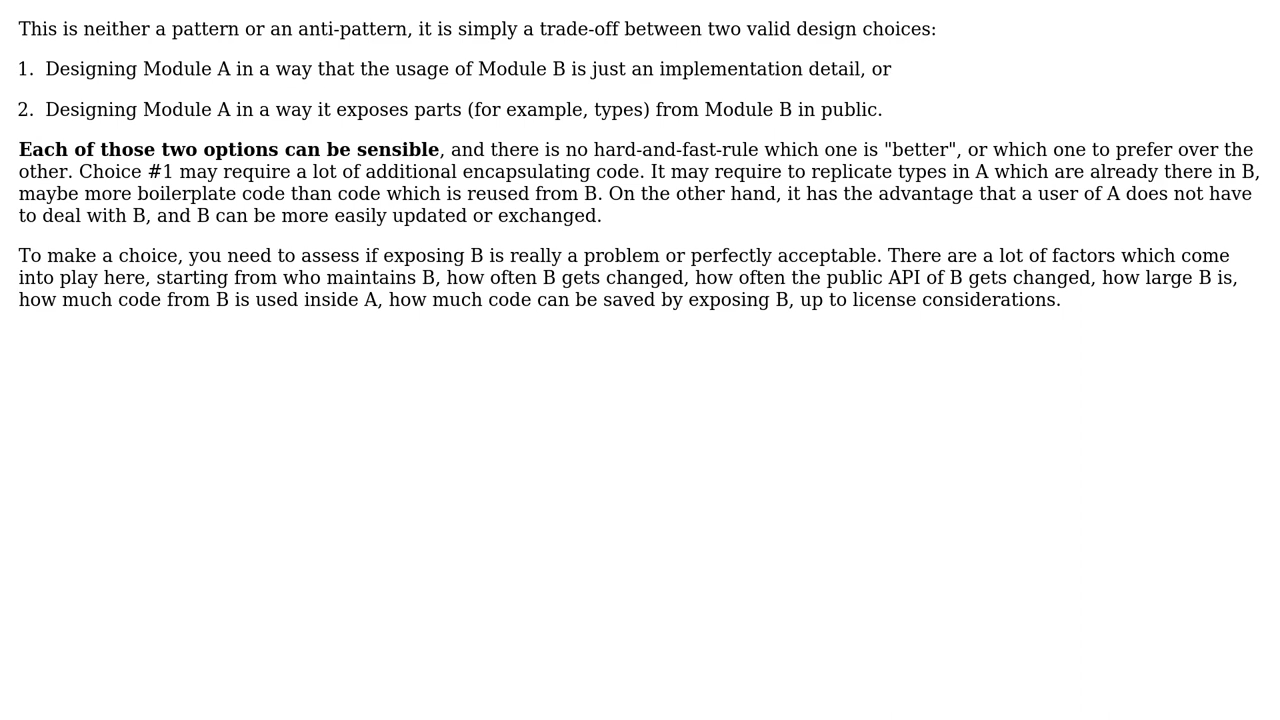 This is neither a pattern or an anti-pattern, it is simply a trade-off between two valid design choices:
1. Designing Module A in a way that the usage of Module B is just an implementation detail, or
2. Designing Module A in a way it exposes parts (for example, types) from Module B in public.
Each of those two options can be sensible, and there is no hard-and-fast-rule which one is "better", or which one to prefer over the
other. Choice #1 may require a lot of additional encapsulating code. It may require to replicate types in A which are already there in B,
maybe more boilerplate code than code which is reused from B. On the other hand, it has the advantage that a user of A does not have
to deal with B, and B can be more easily updated or exchanged.
To make a choice, you need to assess if exposing B is really a problem or perfectly acceptable. There are a lot of factors which come
into play here, starting from who maintains B, how often B gets changed, how often the public API of B gets changed, how large B is,
how much code from B is used inside A, how much code can be saved by exposing B, up to license considerations.